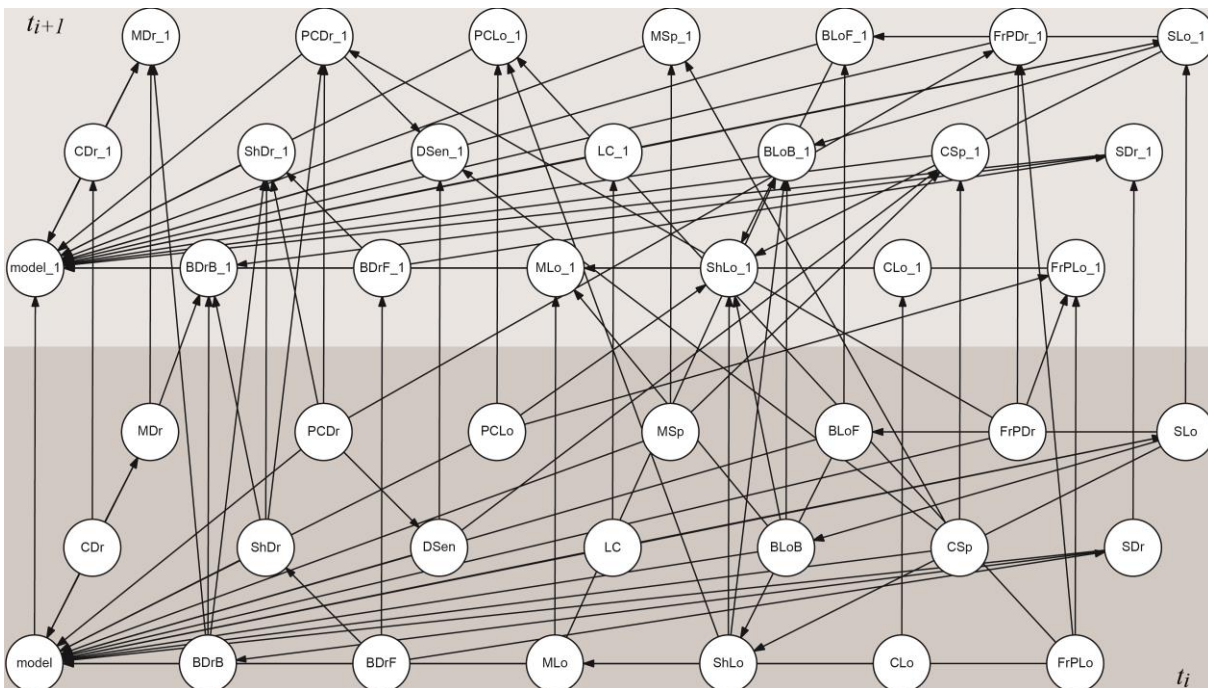 t_{i+1}
MDr_1 PCDr_1 PCLo_1 MSp_1 BLoF_1 FrPDr_1 SLo_1
CDr_1 ShDr_1 DSen_1 LC_1 BLoB_1 CSp_1 SDr_1
model_1 BDrB_1 BDrF_1 MLo_1 ShLo_1 CLo_1 FrPLo_1
MDr PCDr PCLo MSp BLoF FrPDr SLo
CDr ShDr DSen LC BLoB CSp SDr
model BDrB BDrF MLo ShLo CLo FrPLo
t_i